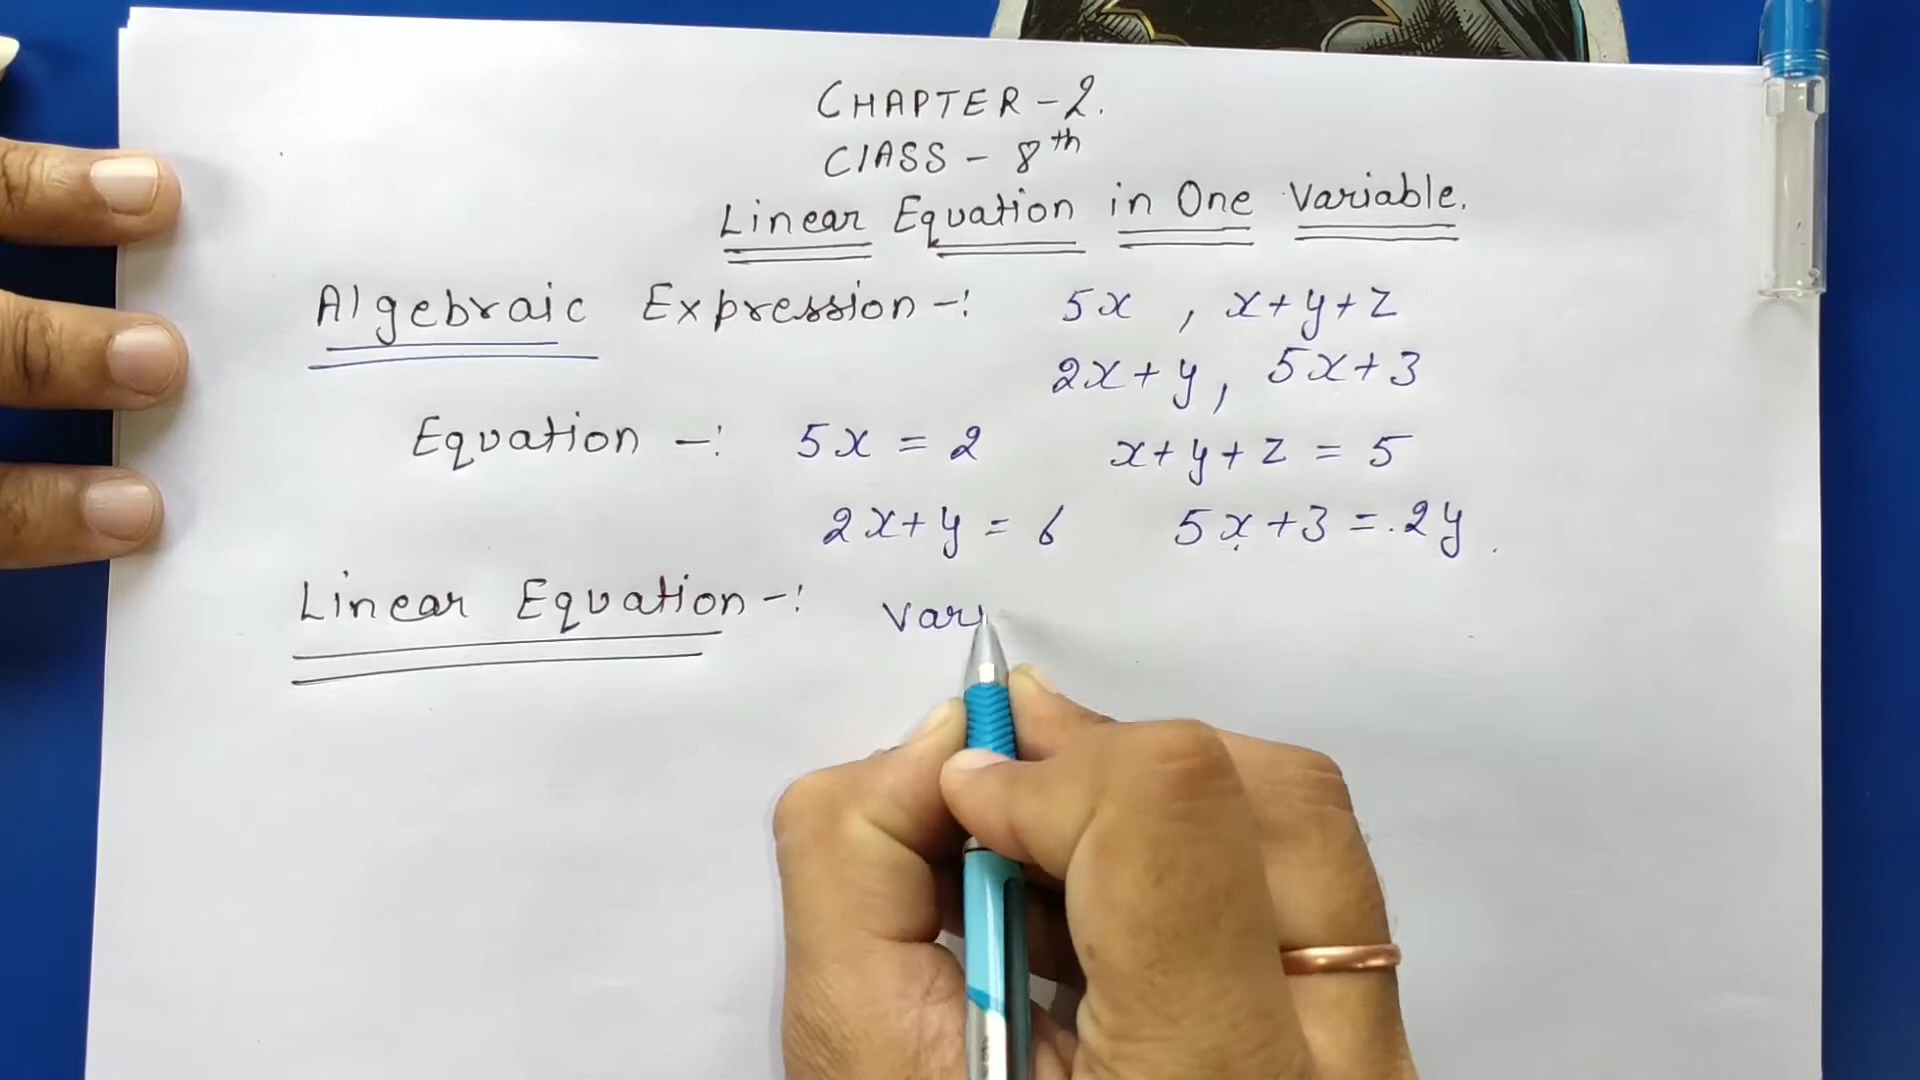 CHAPTER - 2.
CLASS - 8th
Linear Equation in One Variable.
Algebraic Expression -: 5x , x+y+z
2x+y, 5x+3
Equation -: 5x = 2 x+y+z = 5
2x+y = 6 5x+3 = 2y
Linear Equation -: Vari